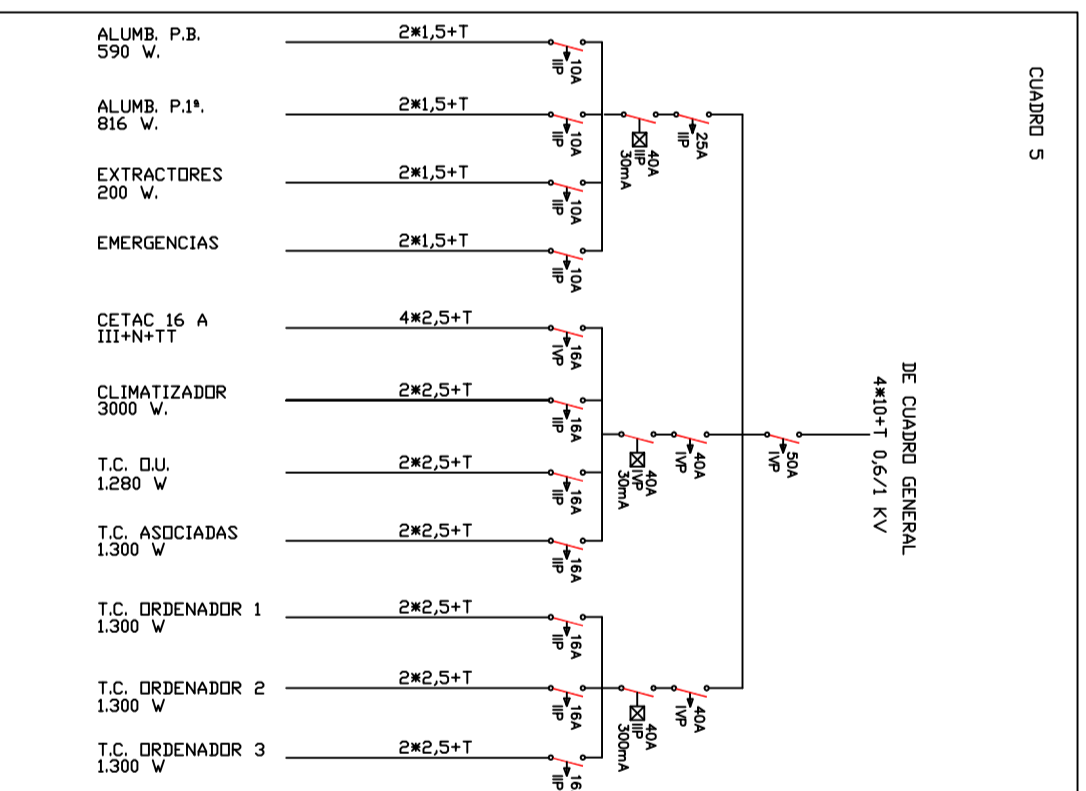 CUADRO 5
DE CUADRO GENERAL
4*10+T 0,6/1 KV
50A
IVP
25A
IIP
40A
IIP
30mA
40A
IVP
40A
IVP
30mA
40A
IVP
40A
IIP
300mA
ALUMB. P.B.
590 W.
2*1,5+T
10A
IIP
ALUMB. P.1ª.
816 W.
2*1,5+T
10A
IIP
EXTRACTORES
200 W.
2*1,5+T
10A
IIP
EMERGENCIAS
2*1,5+T
10A
IIP
CETAC 16 A
III+N+TT
4*2,5+T
16A
IVP
CLIMATIZADOR
3000 W.
2*2,5+T
16A
IIP
T.C. O.U.
1.280 W
2*2,5+T
16A
IIP
T.C. ASOCIADAS
1.300 W
2*2,5+T
16A
IIP
T.C. ORDENADOR 1
1.300 W
2*2,5+T
16A
IIP
T.C. ORDENADOR 2
1.300 W
2*2,5+T
16A
IIP
T.C. ORDENADOR 3
1.300 W
2*2,5+T
16
IIP